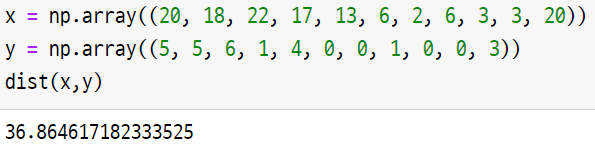 x = np.array((20, 18, 22, 17, 13, 6, 2, 6, 3, 3, 20))
y = np.array((5, 5, 6, 1, 4, 0, 0, 1, 0, 0, 3))
dist(x,y)
36.864617182333525